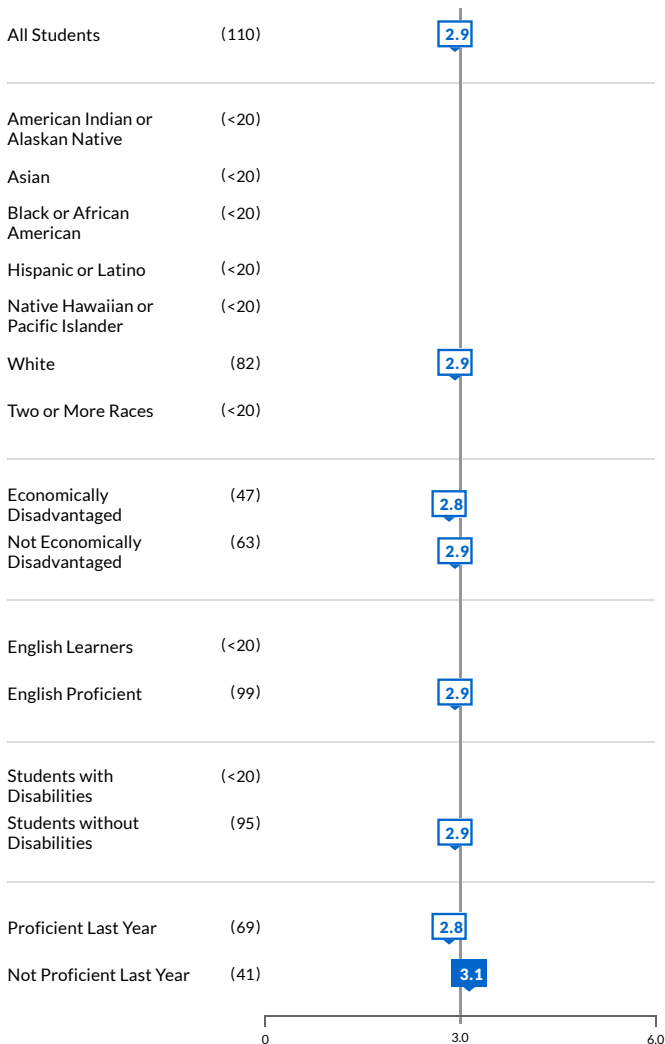 All Students (110) 2.9
American Indian or (<20)
Alaskan Native
Asian (<20)
Black or African (<20)
American
Hispanic or Latino (<20)
Native Hawaiian or (<20)
Pacific Islander
White (82) 2.9
Two or More Races (<20)
Economically (47) 2.8
Disadvantaged
Not Economically (63) 2.9
Disadvantaged
English Learners (<20)
English Proficient (99) 2.9
Students with (<20)
Disabilities
Students without (95) 2.9
Disabilities
Proficient Last Year (69) 2.8
Not Proficient Last Year (41) 3.1
0 3.0 6.0